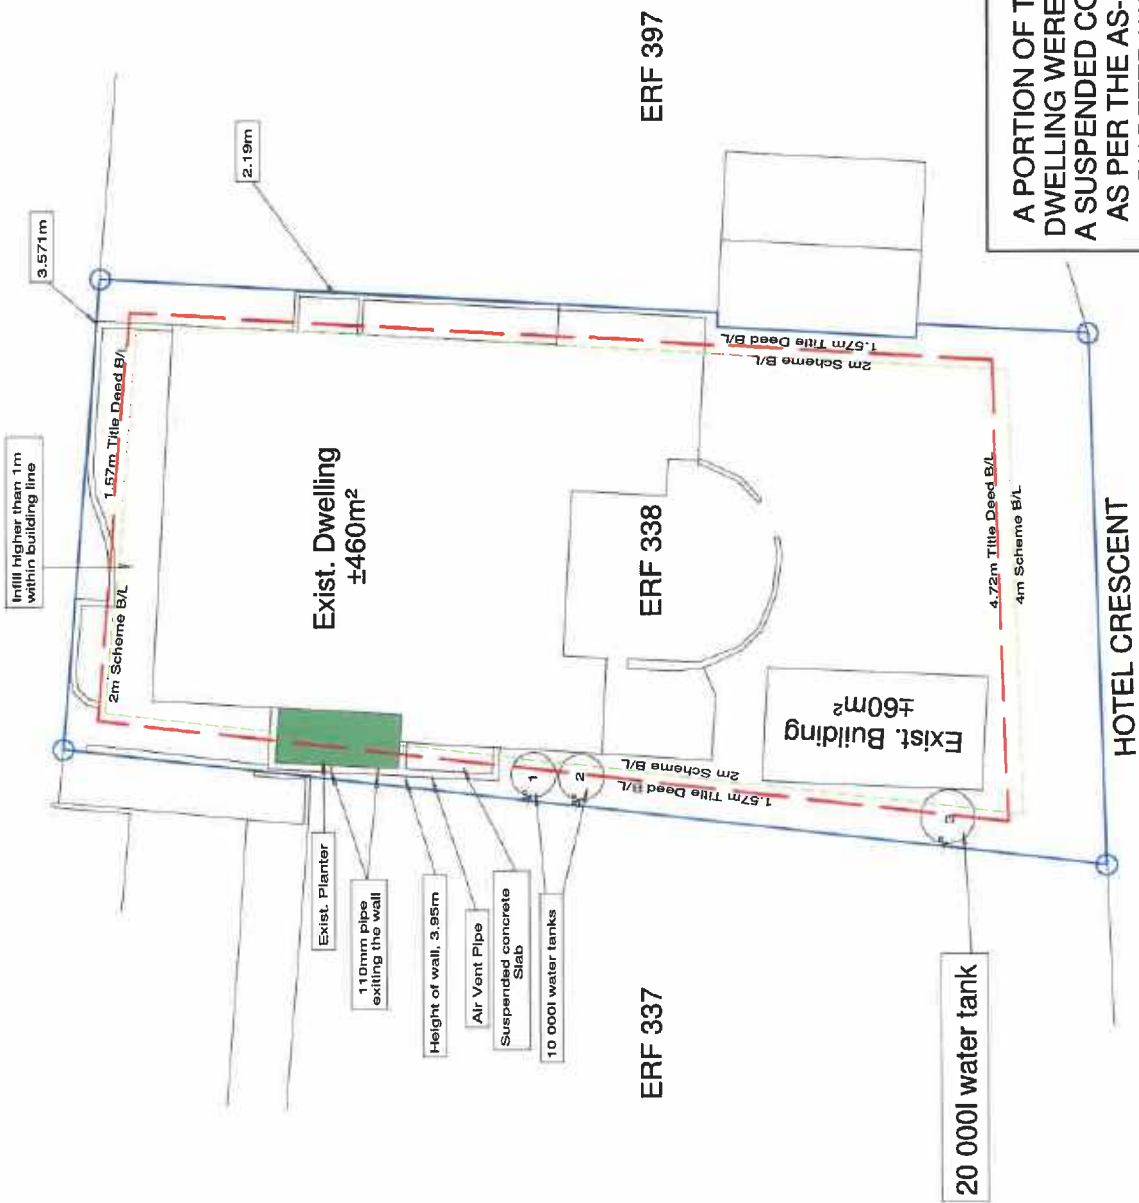 ERF 397
A PORTION OF T
DWELLING WERE
A SUSPENDED CO
AS PER THE AS-
3.571m
2.19m
Infill higher than 1m
within building line
1.57m Title Deed B/L
2m Scheme B/L
Exist. Dwelling
±460m²
1.57m Title Deed B/L
2m Scheme B/L
ERF 338
4.72m Title Deed B/L
4m Scheme B/L
Exist. Building
±60m²
2m Scheme B/L
1.57m Title Deed B/L
1
2
HOTEL CRESCENT
Exist. Planter
110mm pipe
exiting the wall
Height of wall, 3.95m
Air Vent Pipe
Suspended concrete
Slab
10 000l water tanks
ERF 337
20 000l water tank